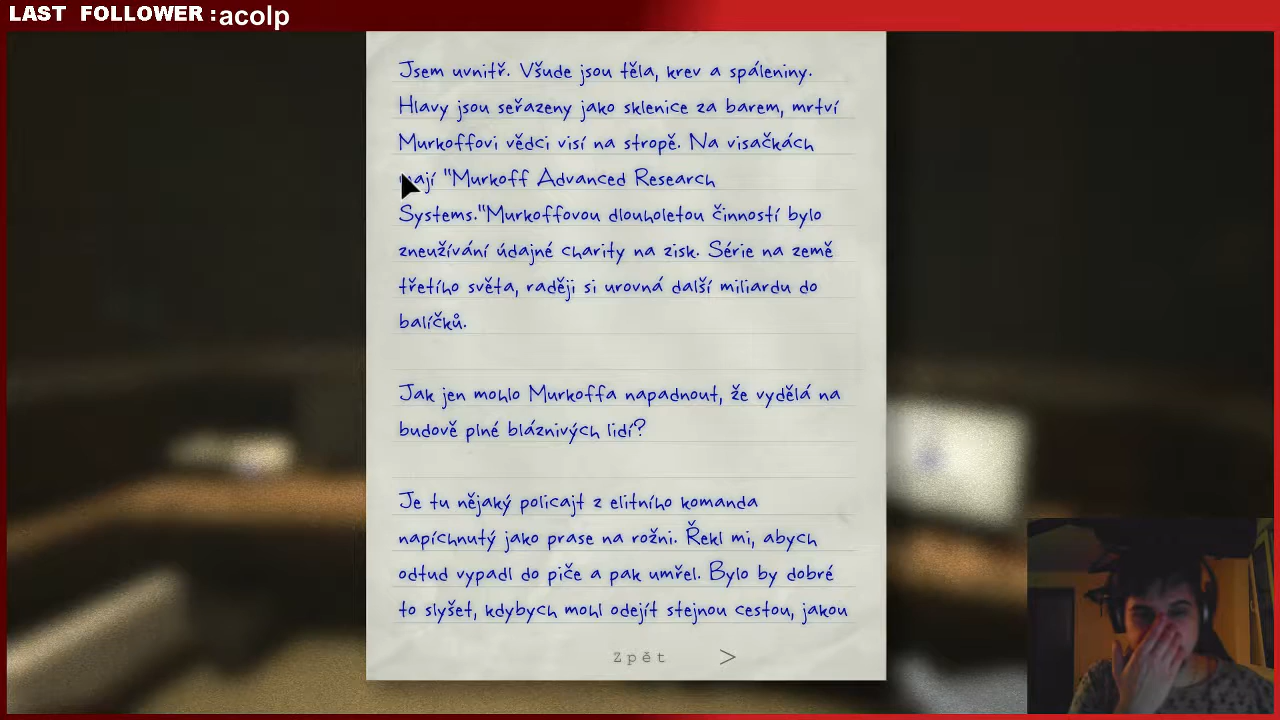 LAST FOLLOWER :acolp
Jsem uvnitř. Všude jsou těla, krev a spáleniny.
Hlavy jsou seřazeny jako sklenice za barem, mrtví
Murkoffovi vědci visí na stropě. Na visačkách
mají "Murkoff Advanced Research
Systems."Murkoffovou dlouholetou činností bylo
zneužívání údajné charity na zisk. Série na země
třetího světa, raději si urovná další miliardu do
balíčků.
Jak jen mohlo Murkoffa napadnout, že vydělá na
budově plné bláznivých lidí?
Je tu nějaký policajt z elitního komanda
napíchnutý jako prase na rožni. Řekl mi, abych
odtud vypadl do piče a pak umřel. Bylo by dobré
to slyšet, kdybych mohl odejít stejnou cestou, jakou
Zpět >